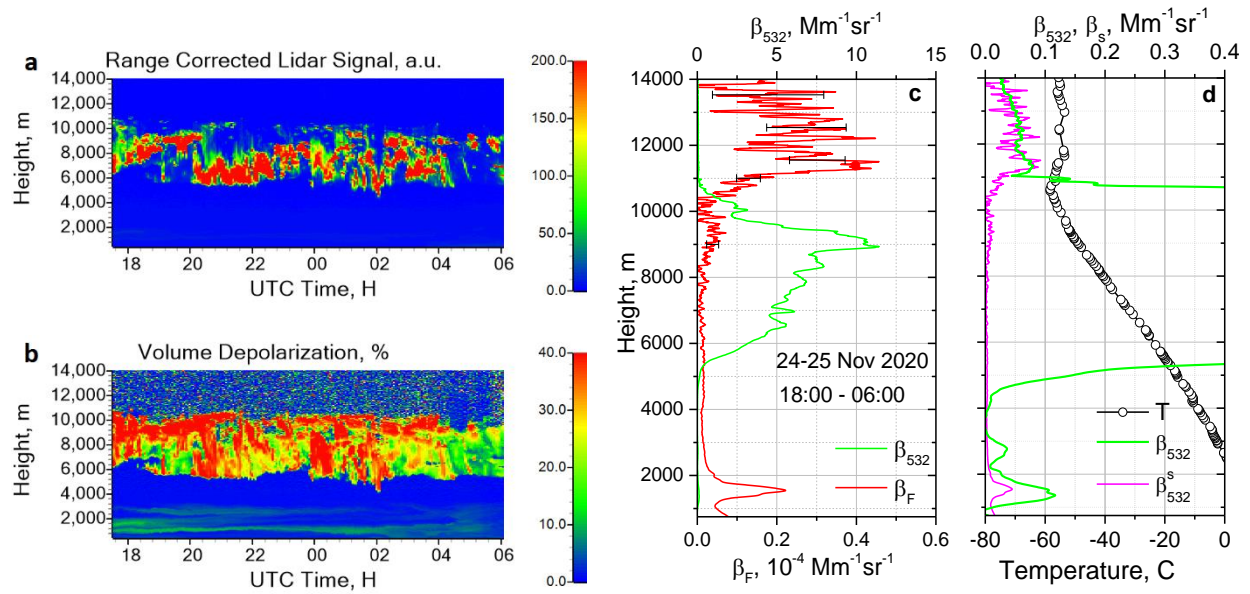 a
Range Corrected Lidar Signal, a.u.
14,000
12,000
10,000
8,000
6,000
4,000
2,000
Height, m
18 20 22 00 02 04 06
UTC Time, H
200.0
150.0
100.0
50.0
0.0
b
Volume Depolarization, %
14,000
12,000
10,000
8,000
6,000
4,000
2,000
Height, m
18 20 22 00 02 04 06
UTC Time, H
40.0
30.0
20.0
10.0
0.0
β532, Mm-1sr-1
0 5 10 15
14000
12000
10000
8000
6000
4000
2000
Height, m
c
24-25 Nov 2020
18:00 - 06:00
β532
βF
0.0 0.2 0.4 0.6
βF, 10-4 Mm-1sr-1
β532, βs, Mm-1sr-1
0.0 0.1 0.2 0.3 0.4
d
T
β532
βs532
-80 -60 -40 -20 0
Temperature, C